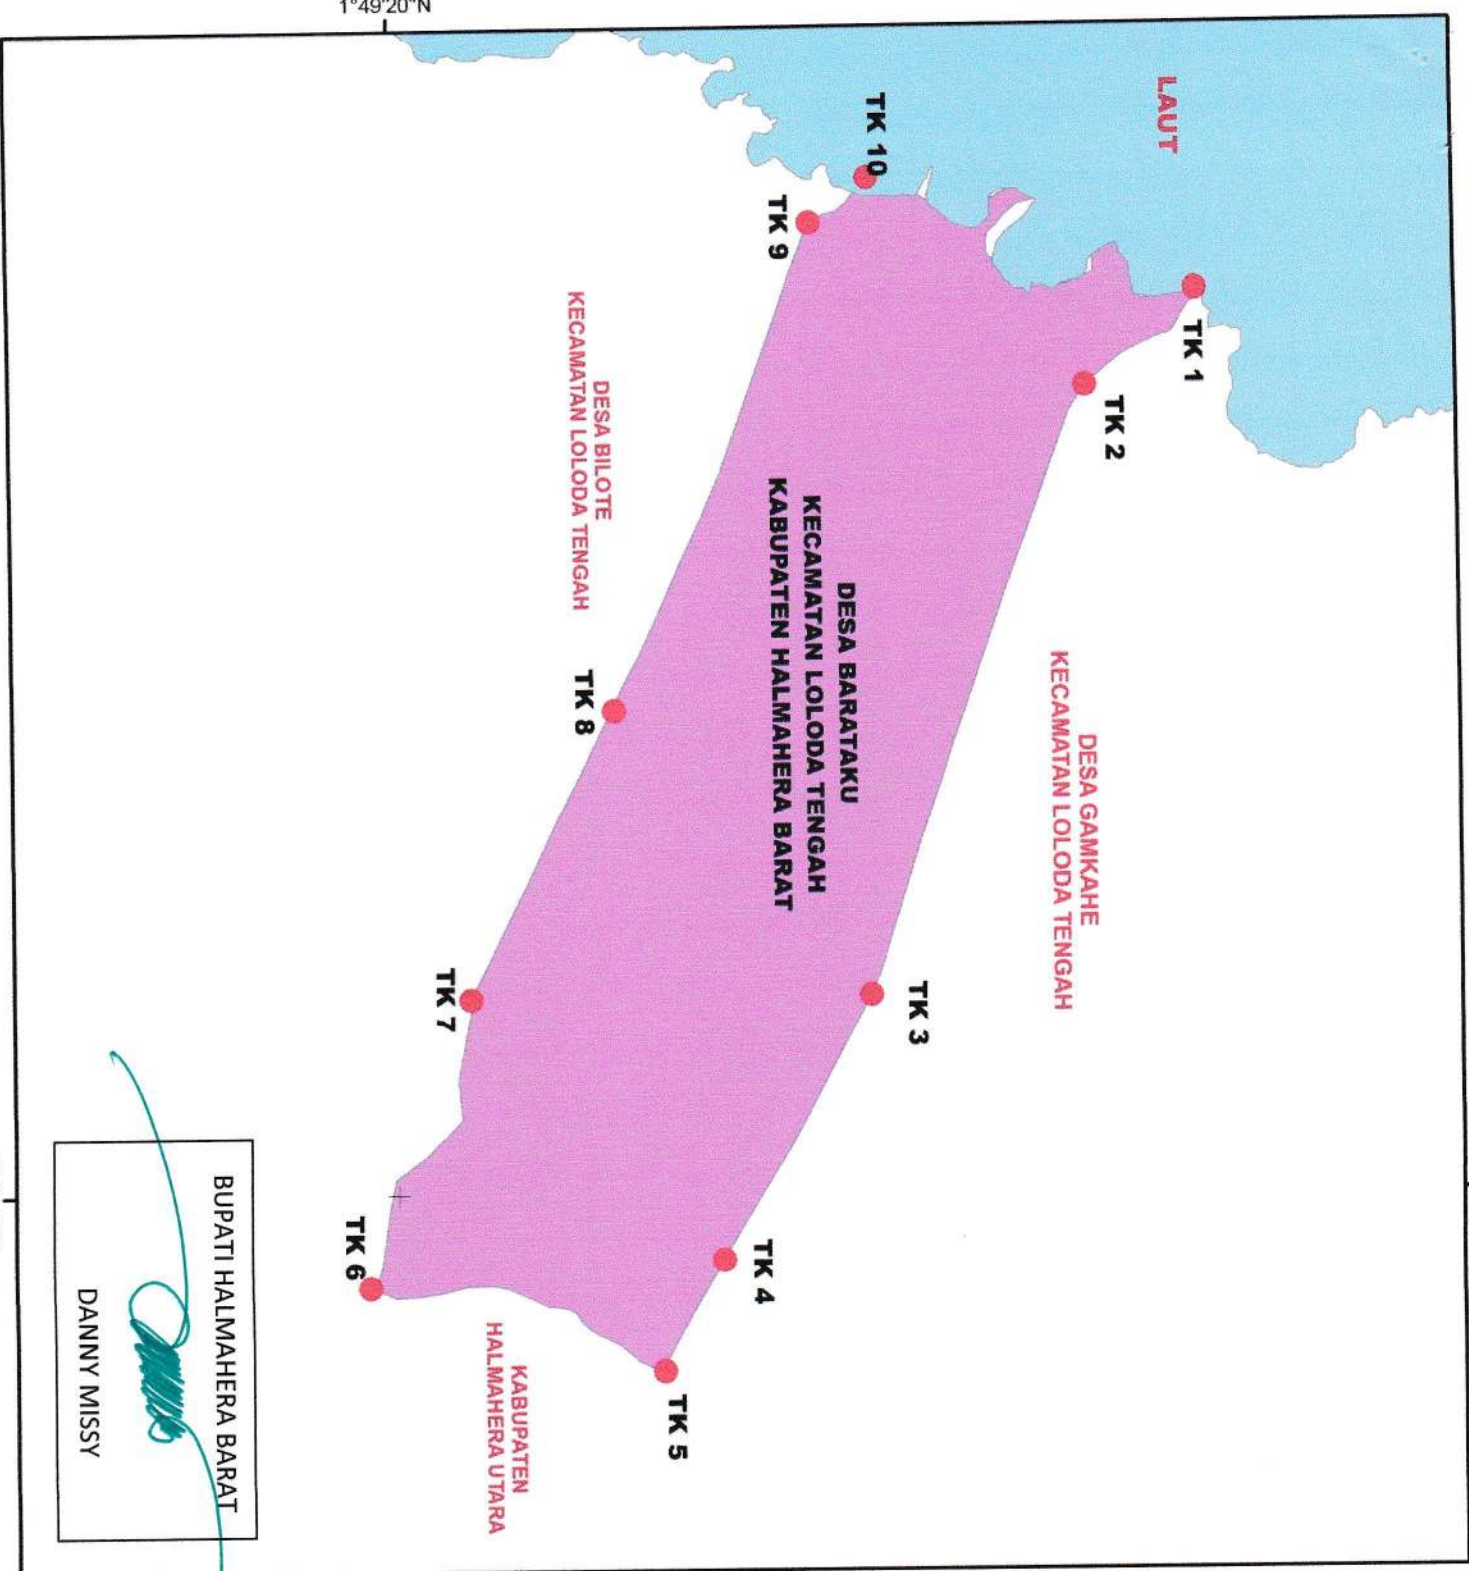 1°49'20"N
LAUT
TK 10
TK 9
TK 1
TK 2
DESA BILOTE
KECAMATAN LOLODA TENGAH
DESA BARATAKU
KECAMATAN LOLODA TENGAH
KABUPATEN HALMAHERA BARAT
DESA GAMKAHE
KECAMATAN LOLODA TENGAH
TK 8
TK 3
TK 7
TK 4
TK 6
TK 5
KABUPATEN
HALMAHERA UTARA
BUPATI HALMAHERA BARAT
DANNY MISSY